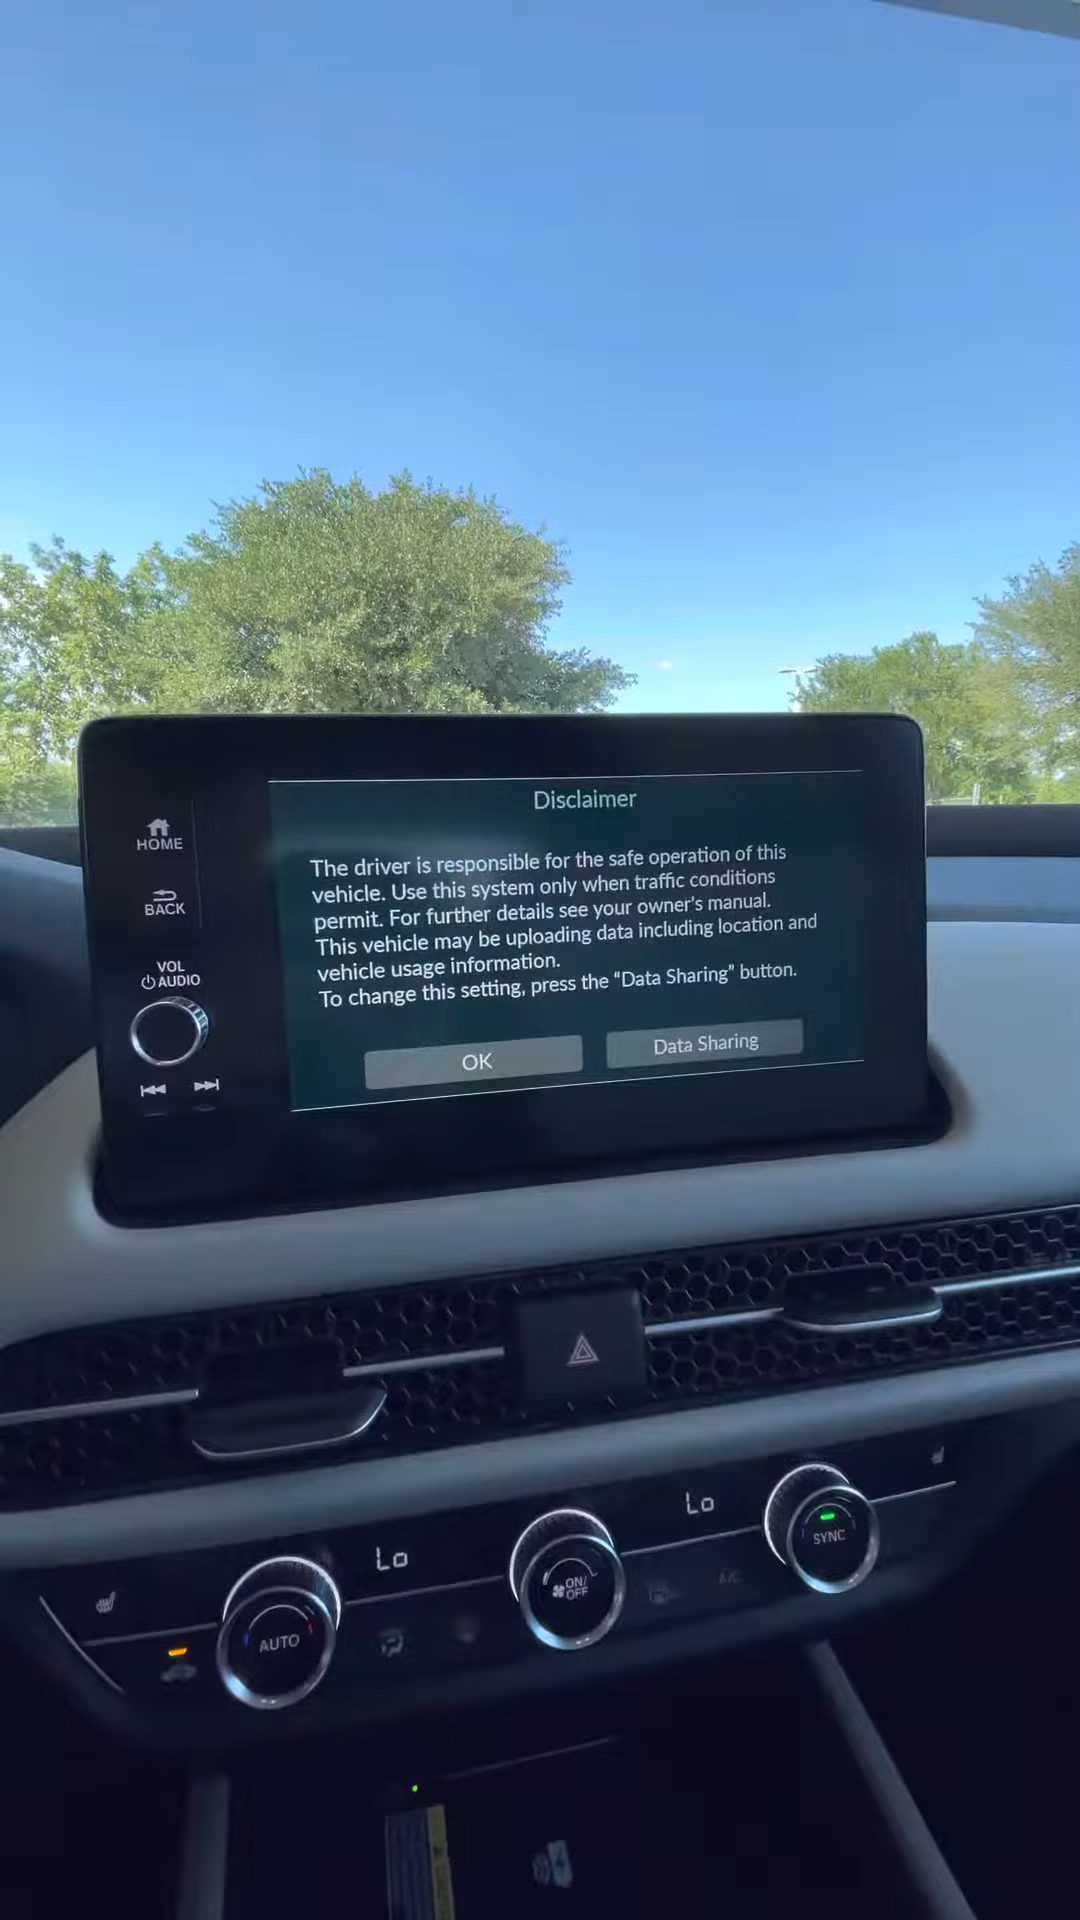 Disclaimer
HOME
The driver is responsible for the safe operation of this
vehicle. Use this system only when traffic conditions
permit. For further details see your owner's manual.
This vehicle may be uploading data including location and
vehicle usage information.
To change this setting, press the “Data Sharing” button.
BACK
VOL
AUDIO
OK
Data Sharing
Lo
Lo
AUTO
ON/
OFF
A/C
SYNC